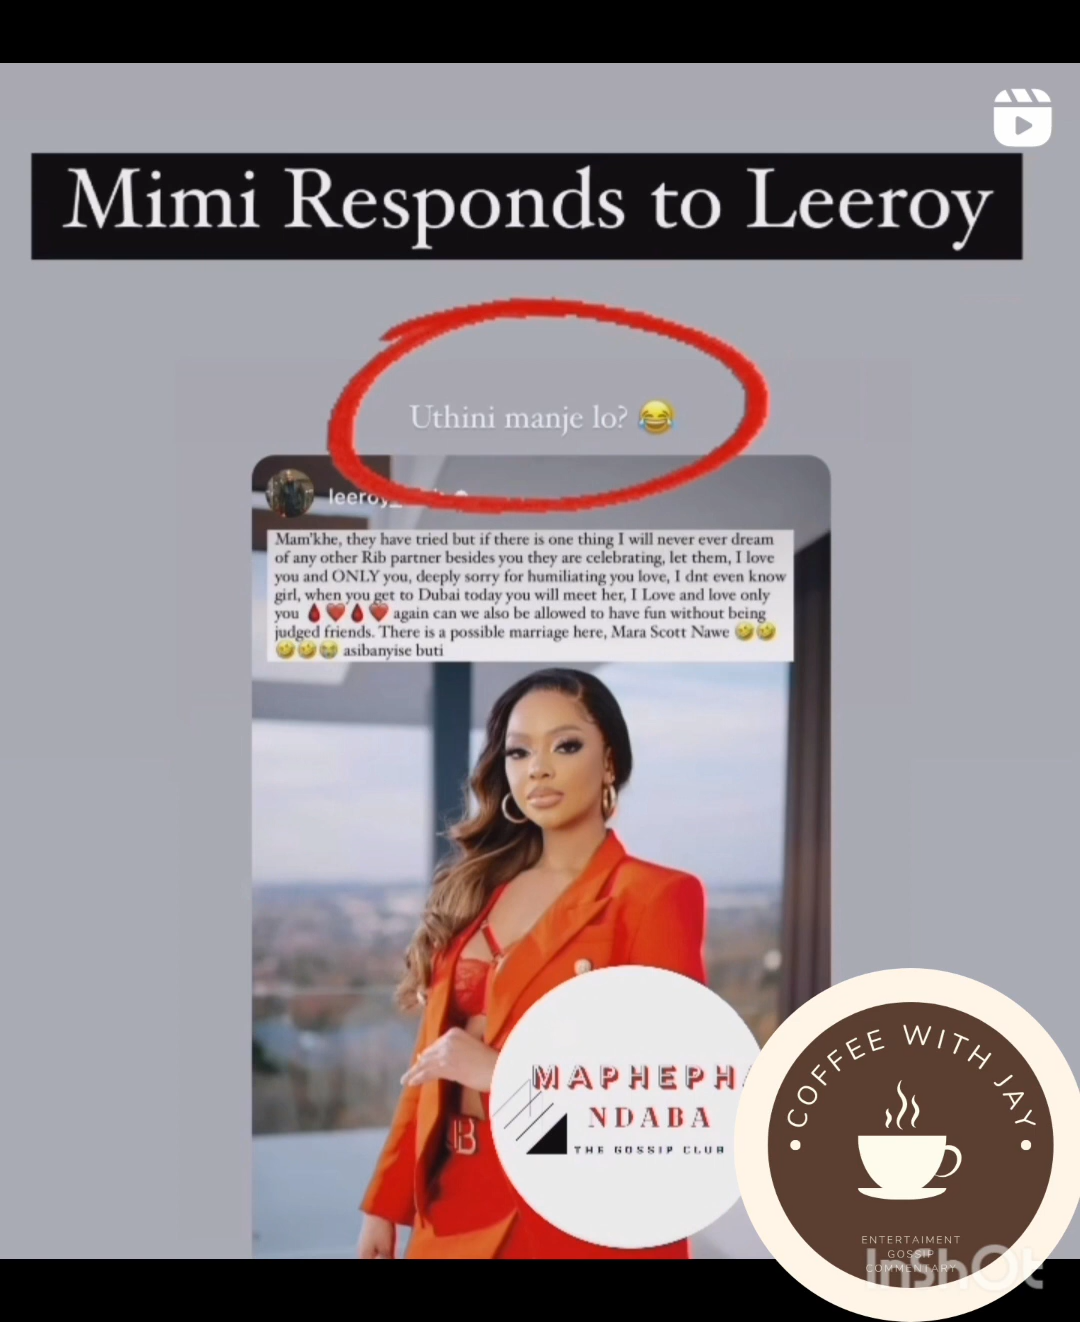 Mimi Responds to Leeroy
Uthini manje lo? 😂
Mam'khe, they have tried but if there is one thing I will never ever dream
of any other Rib partner besides you they are celebrating, let them, I love
you and ONLY you, deeply sorry for humiliating you love, I dnt even know
girl, when you get to Dubai today you will meet her, I Love and love only
you 🩸❤️🩸❤️ again can we also be allowed to have fun without being
judged friends. There is a possible marriage here, Mara Scott Nawe 🤣🤣
🤣🤣😭 asibanyise buti
B
MAPHEPH
NDABA
THE GOSSIP CLUB
COFFEE WITH JAY
ENTERTAIMENT
GOSSIP
COMMENTARY
InShOt